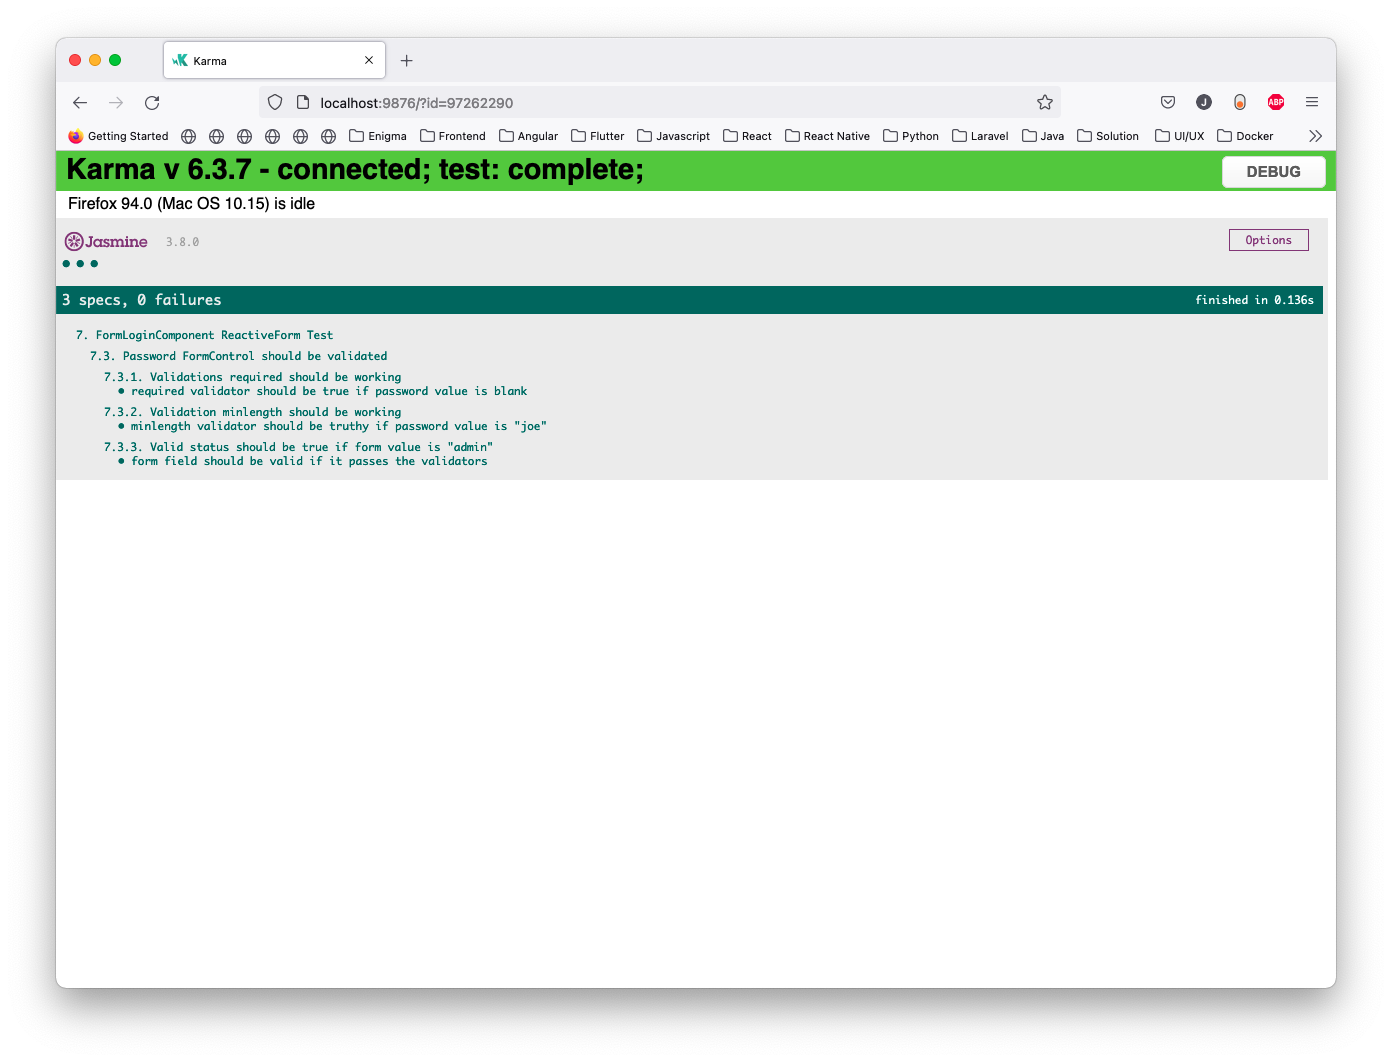 Karma
localhost:9876/?id=97262290
J
ABP
Getting Started Enigma Frontend Angular Flutter Javascript React React Native Python Laravel Java Solution UI/UX Docker
Karma v 6.3.7 - connected; test: complete;
DEBUG
Firefox 94.0 (Mac OS 10.15) is idle
Jasmine 3.8.0
Options
3 specs, 0 failures
finished in 0.136s
7. FormLoginComponent ReactiveForm Test
7.3. Password FormControl should be validated
7.3.1. Validations required should be working
• required validator should be true if password value is blank
7.3.2. Validation minlength should be working
• minlength validator should be truthy if password value is "joe"
7.3.3. Valid status should be true if form value is "admin"
• form field should be valid if it passes the validators